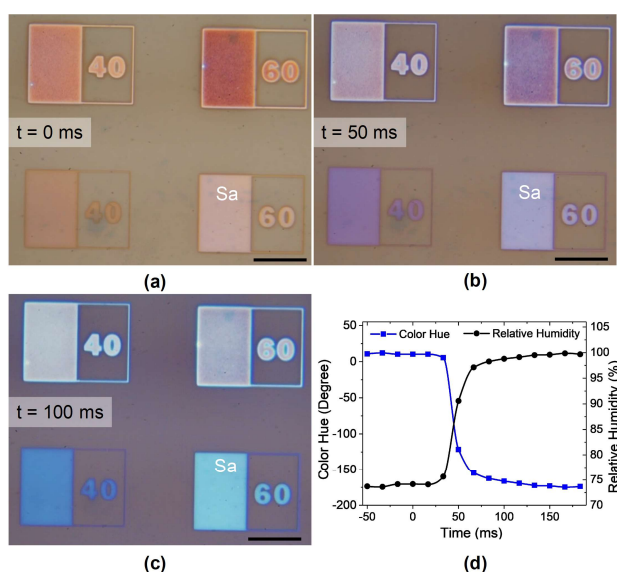 40
60
t = 0 ms
40
Sa
60
(a)
40
60
t = 50 ms
40
Sa
60
(b)
40
60
t = 100 ms
40
Sa
60
(c)
50
0
-50
-100
-150
-200
Color Hue (Degree)
Color Hue
Relative Humidity
105
100
95
90
85
80
75
70
Relative Humidity (%)
-50 0 50 100 150
Time (ms)
(d)